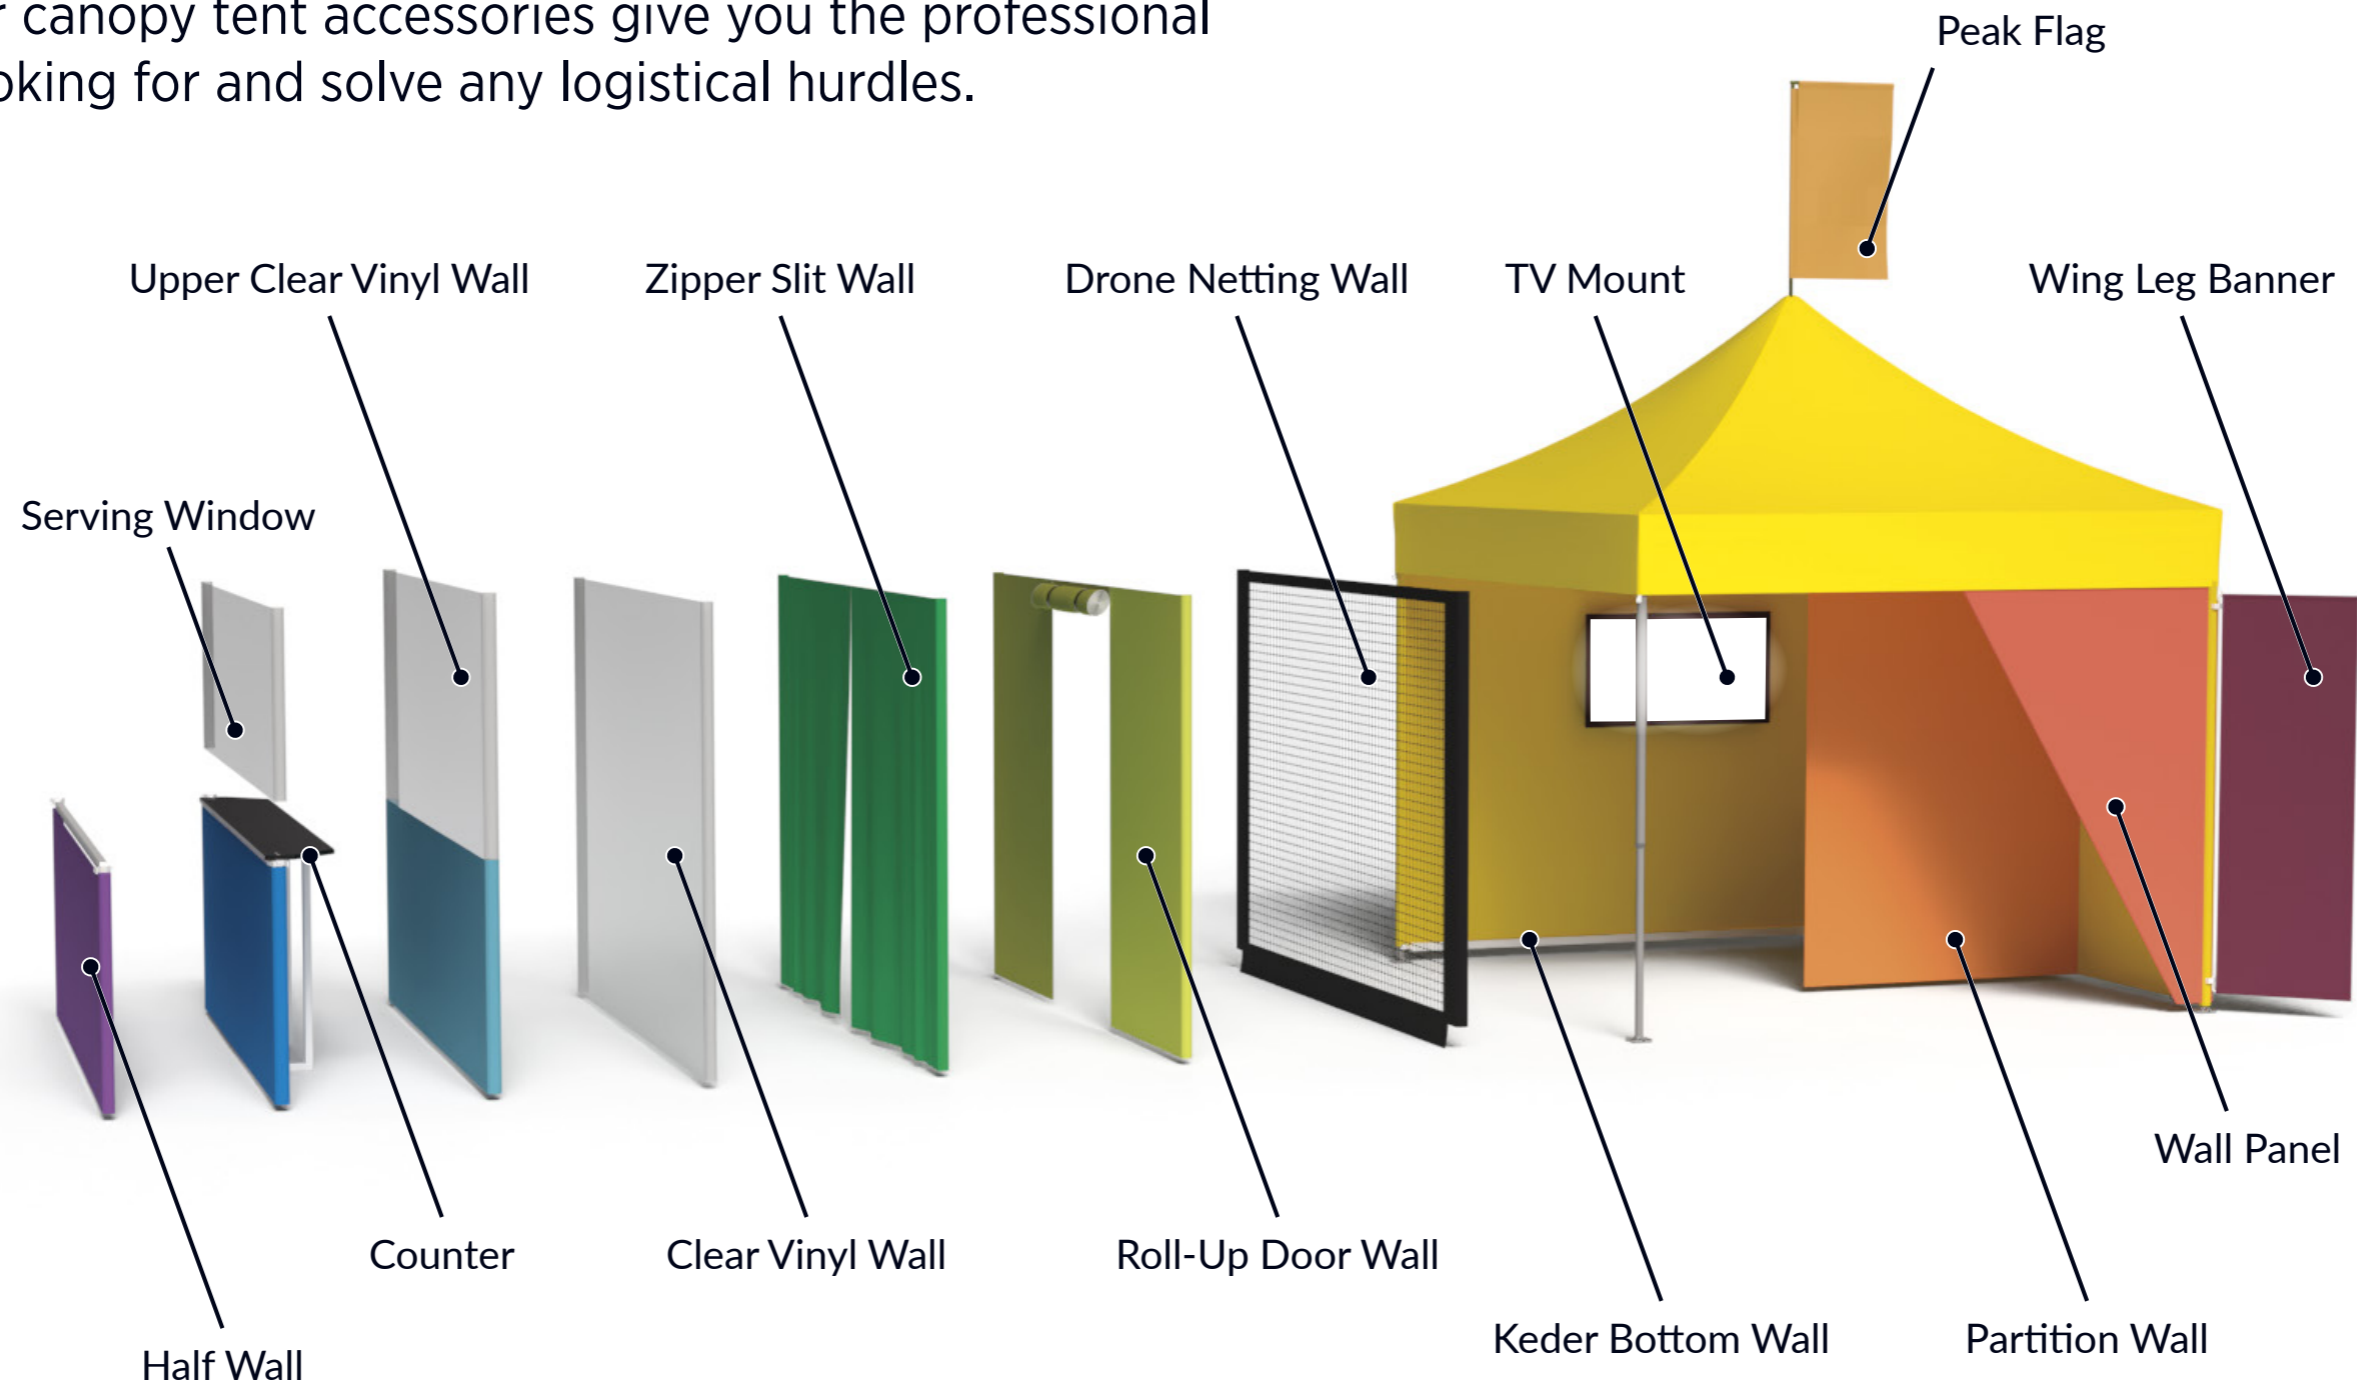 canopy tent accessories give you the professional
oking for and solve any logistical hurdles.
Peak Flag
Upper Clear Vinyl Wall
Zipper Slit Wall
Drone Netting Wall
TV Mount
Wing Leg Banner
Serving Window
Wall Panel
Counter
Clear Vinyl Wall
Roll-Up Door Wall
Keder Bottom Wall
Partition Wall
Half Wall